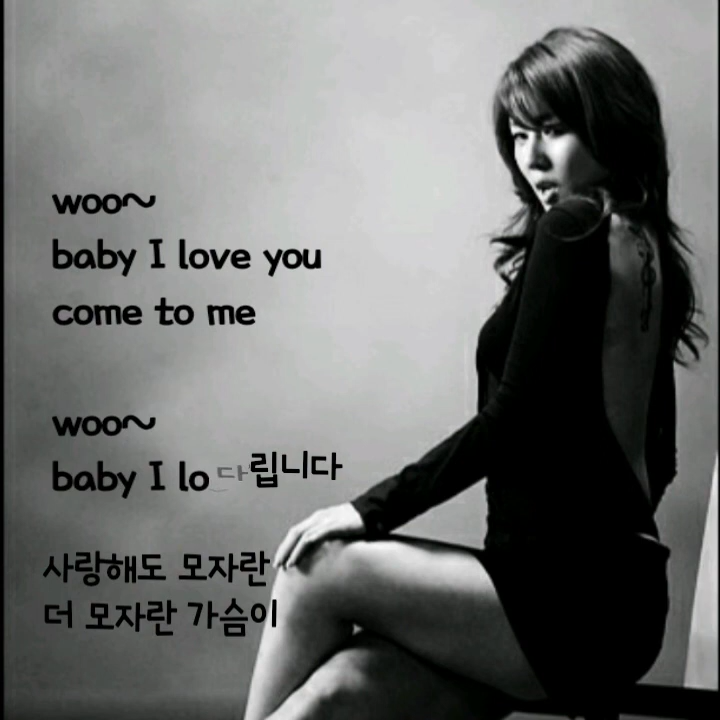 woo~
baby I love you
come to me
woo~
baby I lo다립니다
사랑해도 모자란
더 모자란 가슴이